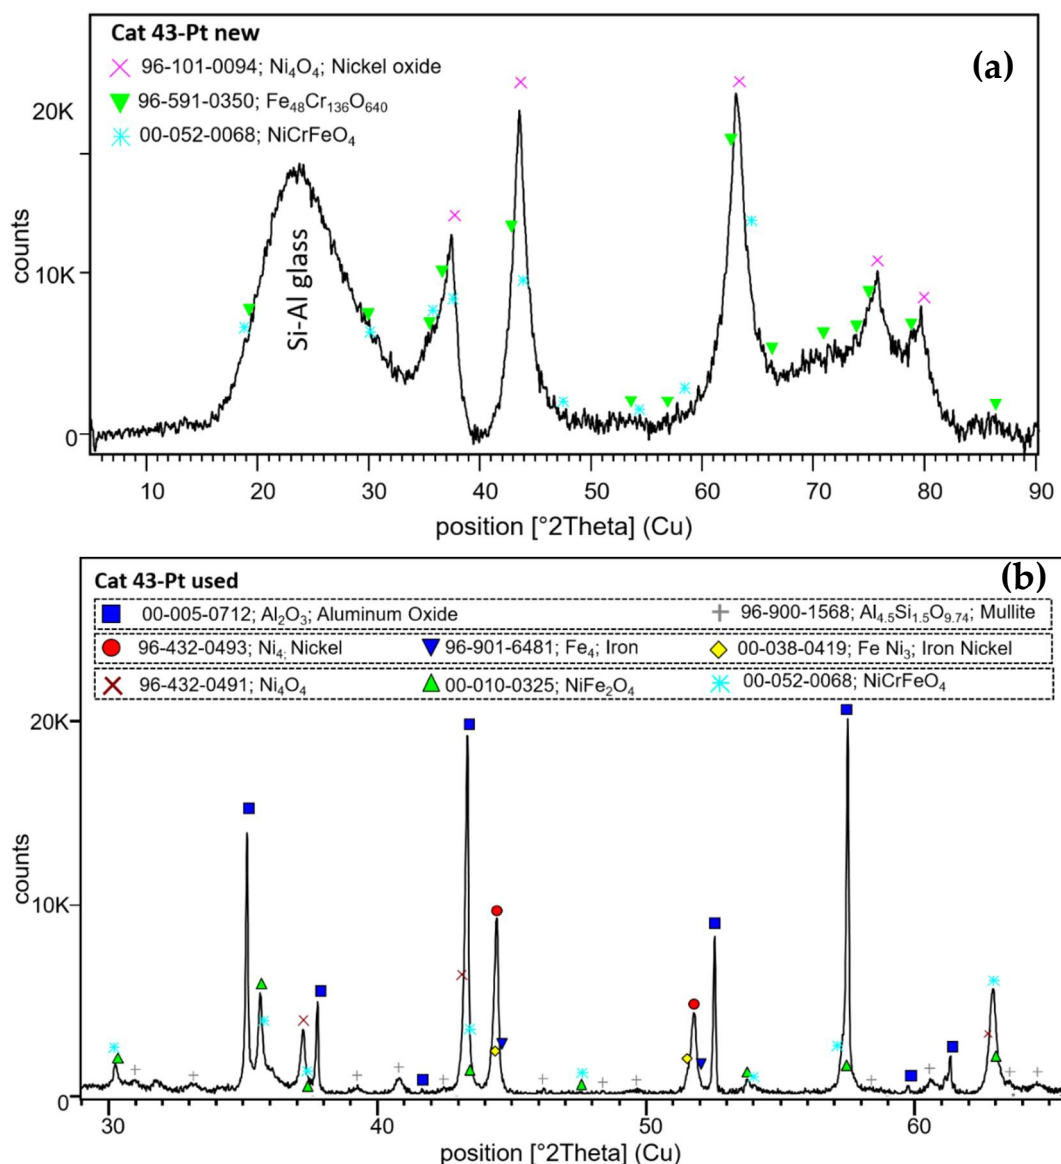 Cat 43-Pt new
(a)
96-101-0094; Ni₄O₄; Nickel oxide
96-591-0350; Fe₄₈Cr₁₃₆O₆₄₀
00-052-0068; NiCrFeO₄
20K
10K
0
counts
Si-Al glass
10 20 30 40 50 60 70 80 90
position [°2Theta] (Cu)
Cat 43-Pt used
(b)
00-005-0712; Al₂O₃; Aluminum Oxide
96-900-1568; Al₄.₅Si₁.₅O₉.₇₄; Mullite
96-432-0493; Ni₄; Nickel
96-901-6481; Fe₄; Iron
00-038-0419; Fe Ni₃; Iron Nickel
96-432-0491; Ni₄O₄
00-010-0325; NiFe₂O₄
00-052-0068; NiCrFeO₄
20K
10K
0
counts
30 40 50 60
position [°2Theta] (Cu)